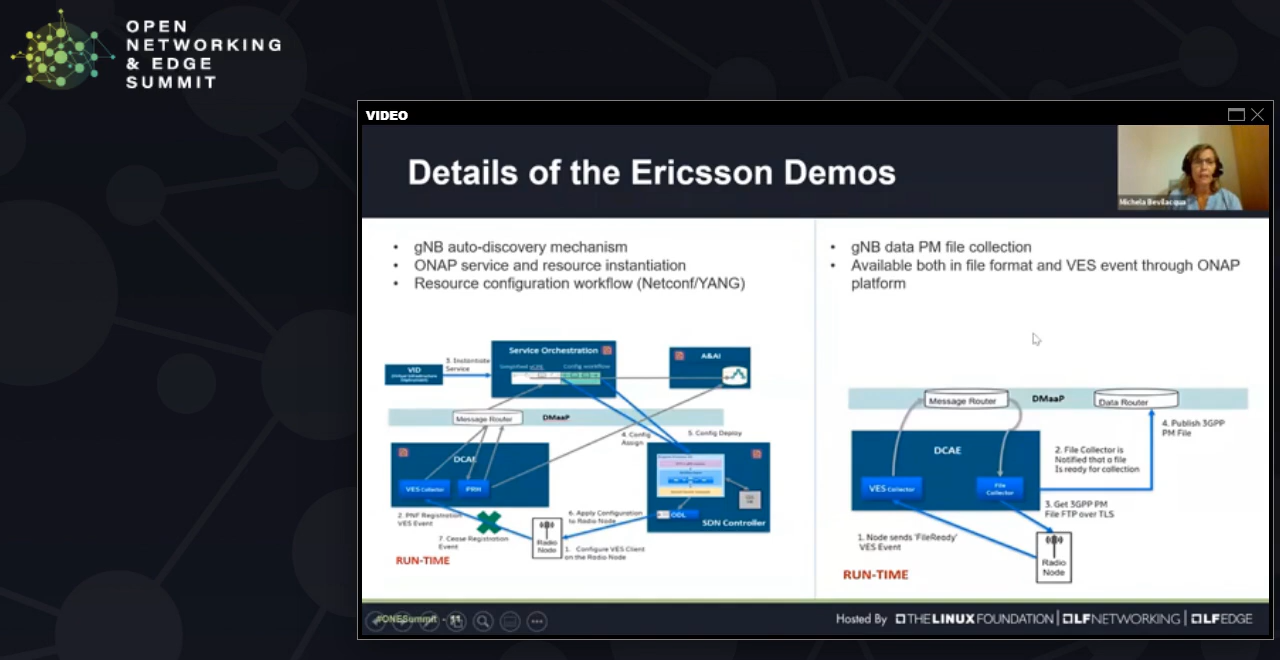 OPEN
NETWORKING
& EDGE
SUMMIT
VIDEO
Details of the Ericsson Demos
Michela Bevilacqua
• gNB auto-discovery mechanism
• ONAP service and resource instantiation
• Resource configuration workflow (Netconf/YANG)
• gNB data PM file collection
• Available both in file format and VES event through ONAP
platform
VID
3. Instantiate
Service
Service Orchestration
Config workflow
A&AI
Message Router
DMaaP
4. Config
Assign
5. Config Deploy
DCAE
VES Collector
PRH
2. PNF Registration
VES Event
7. Cease Registration
Event
Radio
Node
6. Apply Configuration
to Radio Node
1. Configure VES Client
on the Radio Node
ODL
SDN Controller
RUN-TIME
Message Router
DMaaP
Data Router
4. Publish 3GPP
PM File
DCAE
2. File Collector is
Notified that a file
Is ready for collection
VES Collector
File
Collector
3. Get 3GPP PM
File FTP over TLS
1. Node sends 'FileReady'
VES Event
Radio
Node
RUN-TIME
#ONESummit - 11
Hosted By THE LINUX FOUNDATION | LF NETWORKING | LF EDGE